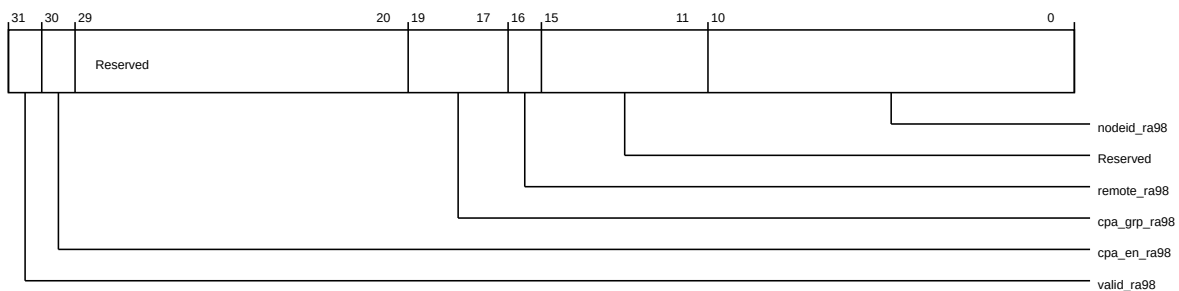 31 30 29 20 19 17 16 15 11 10 0
Reserved
nodeid_ra98
Reserved
remote_ra98
cpa_grp_ra98
cpa_en_ra98
valid_ra98